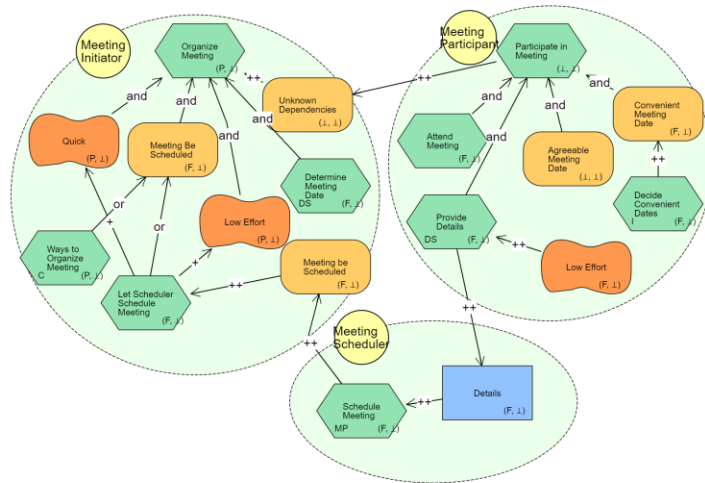 Meeting
Initiator
Organize
Meeting
(P, ⊥)
++
Unknown
Dependencies
(⊥, ⊥)
and
and
and
and
Quick
(P, ⊥)
Meeting Be
Scheduled
(F, ⊥)
Determine
Meeting
Date
DS
(F, ⊥)
or
+
or
Low Effort
(P, ⊥)
Ways to
Organize
Meeting
C
(P, ⊥)
+
Let Scheduler
Schedule
Meeting
(F, ⊥)
++
Meeting be
Scheduled
(F, ⊥)
++
Meeting
Participant
Participate in
Meeting
(⊥, ⊥)
++
and
and
and
and
Convenient
Meeting
Date
(F, ⊥)
Attend
Meeting
(F, ⊥)
Agreeable
Meeting
Date
(⊥, ⊥)
++
Decide
Convenient
Dates
I
(F, ⊥)
Provide
Details
DS
(F, ⊥)
++
Low Effort
(F, ⊥)
++
Meeting
Scheduler
Schedule
Meeting
MP
(F, ⊥)
++
Details
(F, ⊥)